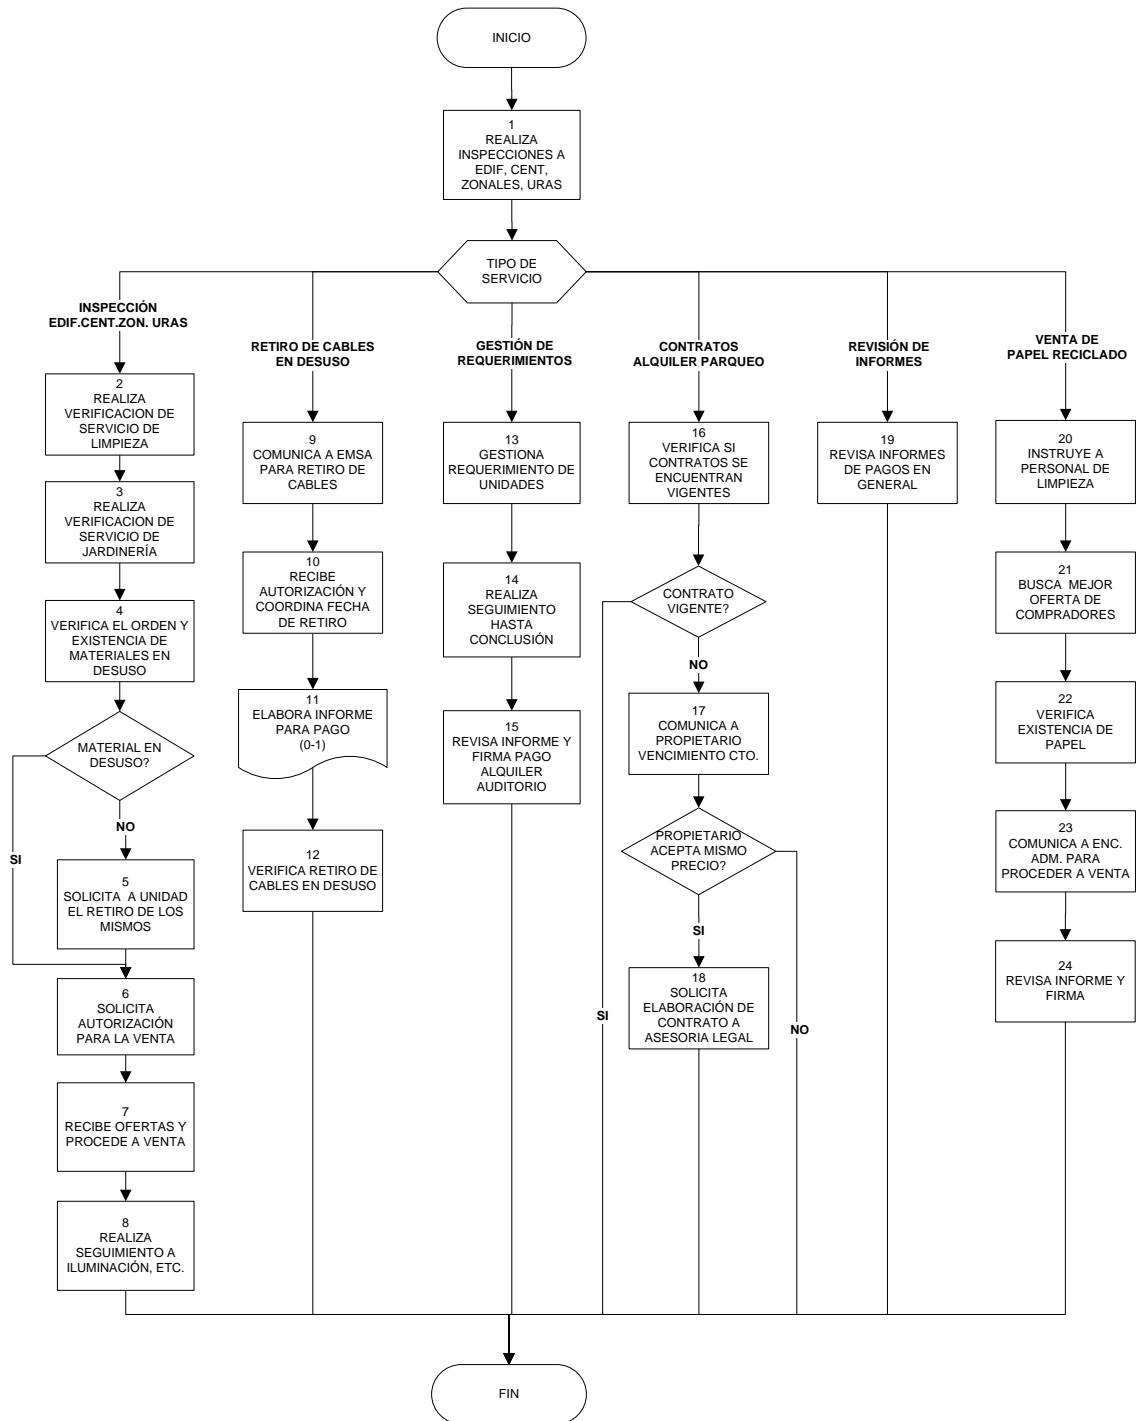 INICIO
1
REALIZA
INSPECCIONES A
EDIF, CENT,
ZONALES, URAS
TIPO DE
SERVICIO
INSPECCIÓN
EDIF.CENT.ZON. URAS
2
REALIZA
VERIFICACION DE
SERVICIO DE
LIMPIEZA
3
REALIZA
VERIFICACION DE
SERVICIO DE
JARDINERÍA
4
VERIFICA EL ORDEN Y
EXISTENCIA DE
MATERIALES EN
DESUSO
MATERIAL EN
DESUSO?
NO
SI
5
SOLICITA A UNIDAD
EL RETIRO DE LOS
MISMOS
6
SOLICITA
AUTORIZACIÓN
PARA LA VENTA
7
RECIBE OFERTAS Y
PROCEDE A VENTA
8
REALIZA
SEGUIMIENTO A
ILUMINACIÓN, ETC.
RETIRO DE CABLES
EN DESUSO
9
COMUNICA A EMSA
PARA RETIRO DE
CABLES
10
RECIBE
AUTORIZACIÓN Y
COORDINA FECHA
DE RETIRO
11
ELABORA INFORME
PARA PAGO
(0-1)
12
VERIFICA RETIRO DE
CABLES EN DESUSO
GESTIÓN DE
REQUERIMIENTOS
13
GESTIONA
REQUERIMIENTO DE
UNIDADES
14
REALIZA
SEGUIMIENTO
HASTA
CONCLUSIÓN
15
REVISA INFORME Y
FIRMA PAGO
ALQUILER
AUDITORIO
CONTRATOS
ALQUILER PARQUEO
16
VERIFICA SI
CONTRATOS SE
ENCUENTRAN
VIGENTES
CONTRATO
VIGENTE?
NO
SI
17
COMUNICA A
PROPIETARIO
VENCIMIENTO CTO.
PROPIETARIO
ACEPTA MISMO
PRECIO?
SI
NO
18
SOLICITA
ELABORACIÓN DE
CONTRATO A
ASESORIA LEGAL
REVISIÓN DE
INFORMES
19
REVISA INFORMES
DE PAGOS EN
GENERAL
VENTA DE
PAPEL RECICLADO
20
INSTRUYE A
PERSONAL DE
LIMPIEZA
21
BUSCA MEJOR
OFERTA DE
COMPRADORES
22
VERIFICA
EXISTENCIA DE
PAPEL
23
COMUNICA A ENC.
ADM. PARA
PROCEDER A VENTA
24
REVISA INFORME Y
FIRMA
FIN